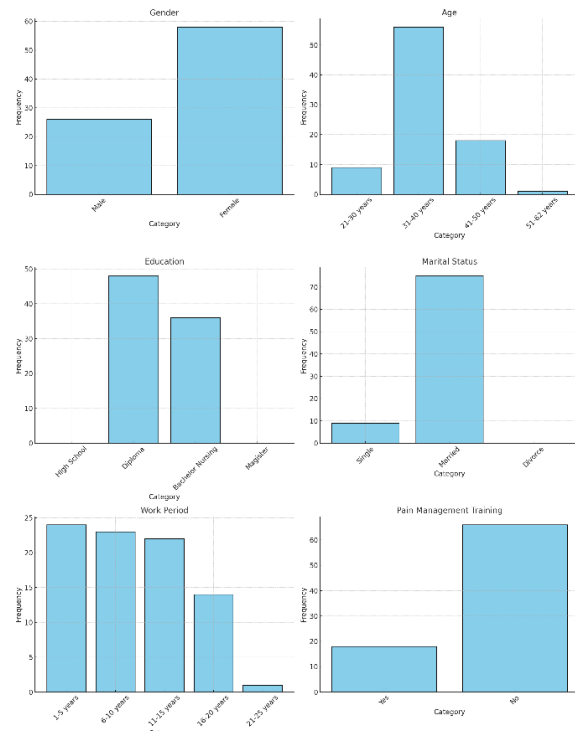 Gender
Frequency
60
50
40
30
20
10
0
Male
Female
Category
Age
Frequency
50
40
30
20
10
0
21-30 years
31-40 years
41-50 years
51-62 years
Category
Education
Frequency
50
40
30
20
10
0
High School
Diploma
Bachelor Nursing
Magister
Category
Marital Status
Frequency
70
60
50
40
30
20
10
0
Single
Married
Divorce
Category
Work Period
Frequency
25
20
15
10
5
0
1-5 years
6-10 years
11-15 years
16-20 years
21-25 years
Pain Management Training
Frequency
60
50
40
30
20
10
0
Yes
No
Category